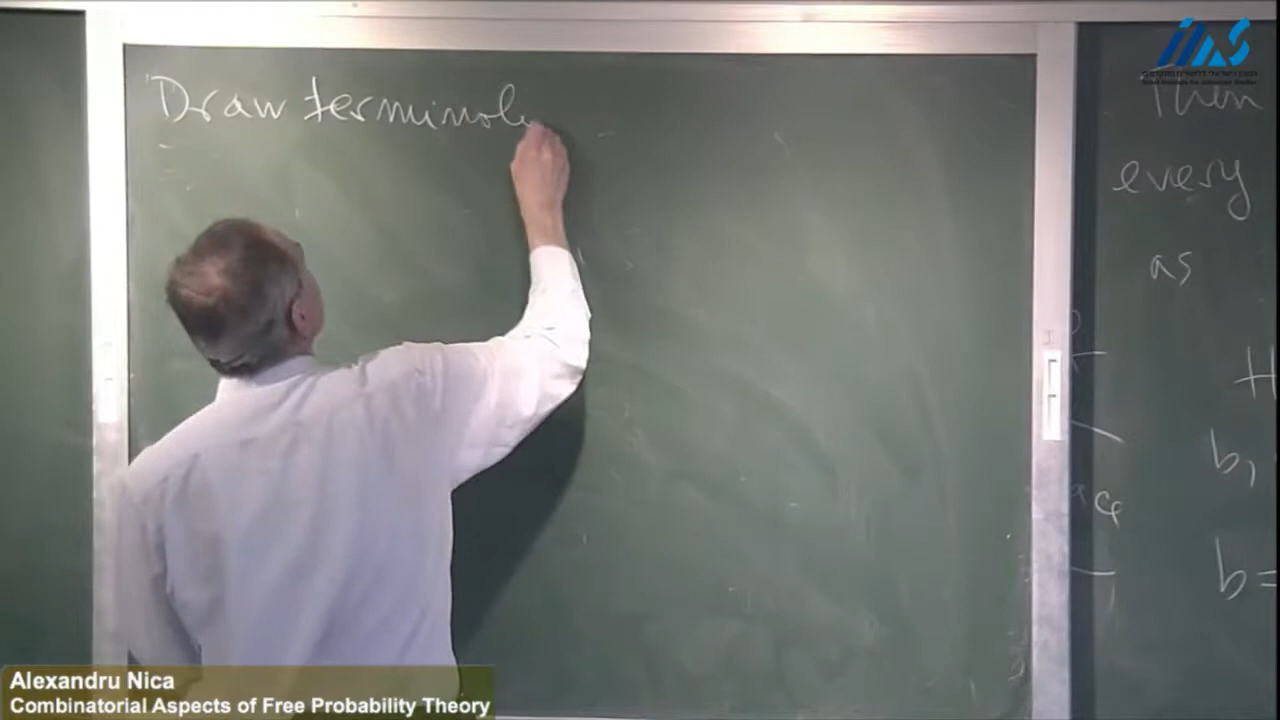 Draw terminolo
Then
every
as
H
b,
b=
Alexandru Nica
Combinatorial Aspects of Free Probability Theory